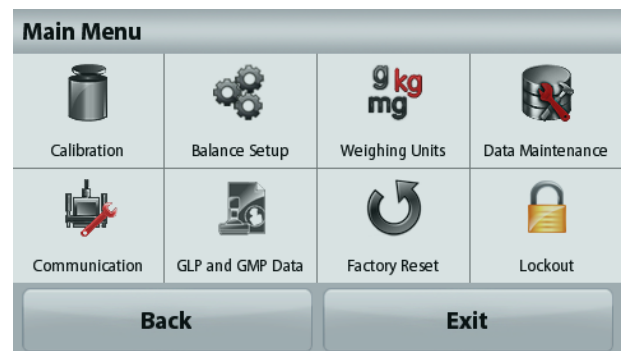 Main Menu
g kg
mg
Calibration
Balance Setup
Weighing Units
Data Maintenance
Communication
GLP and GMP Data
Factory Reset
Lockout
Back
Exit